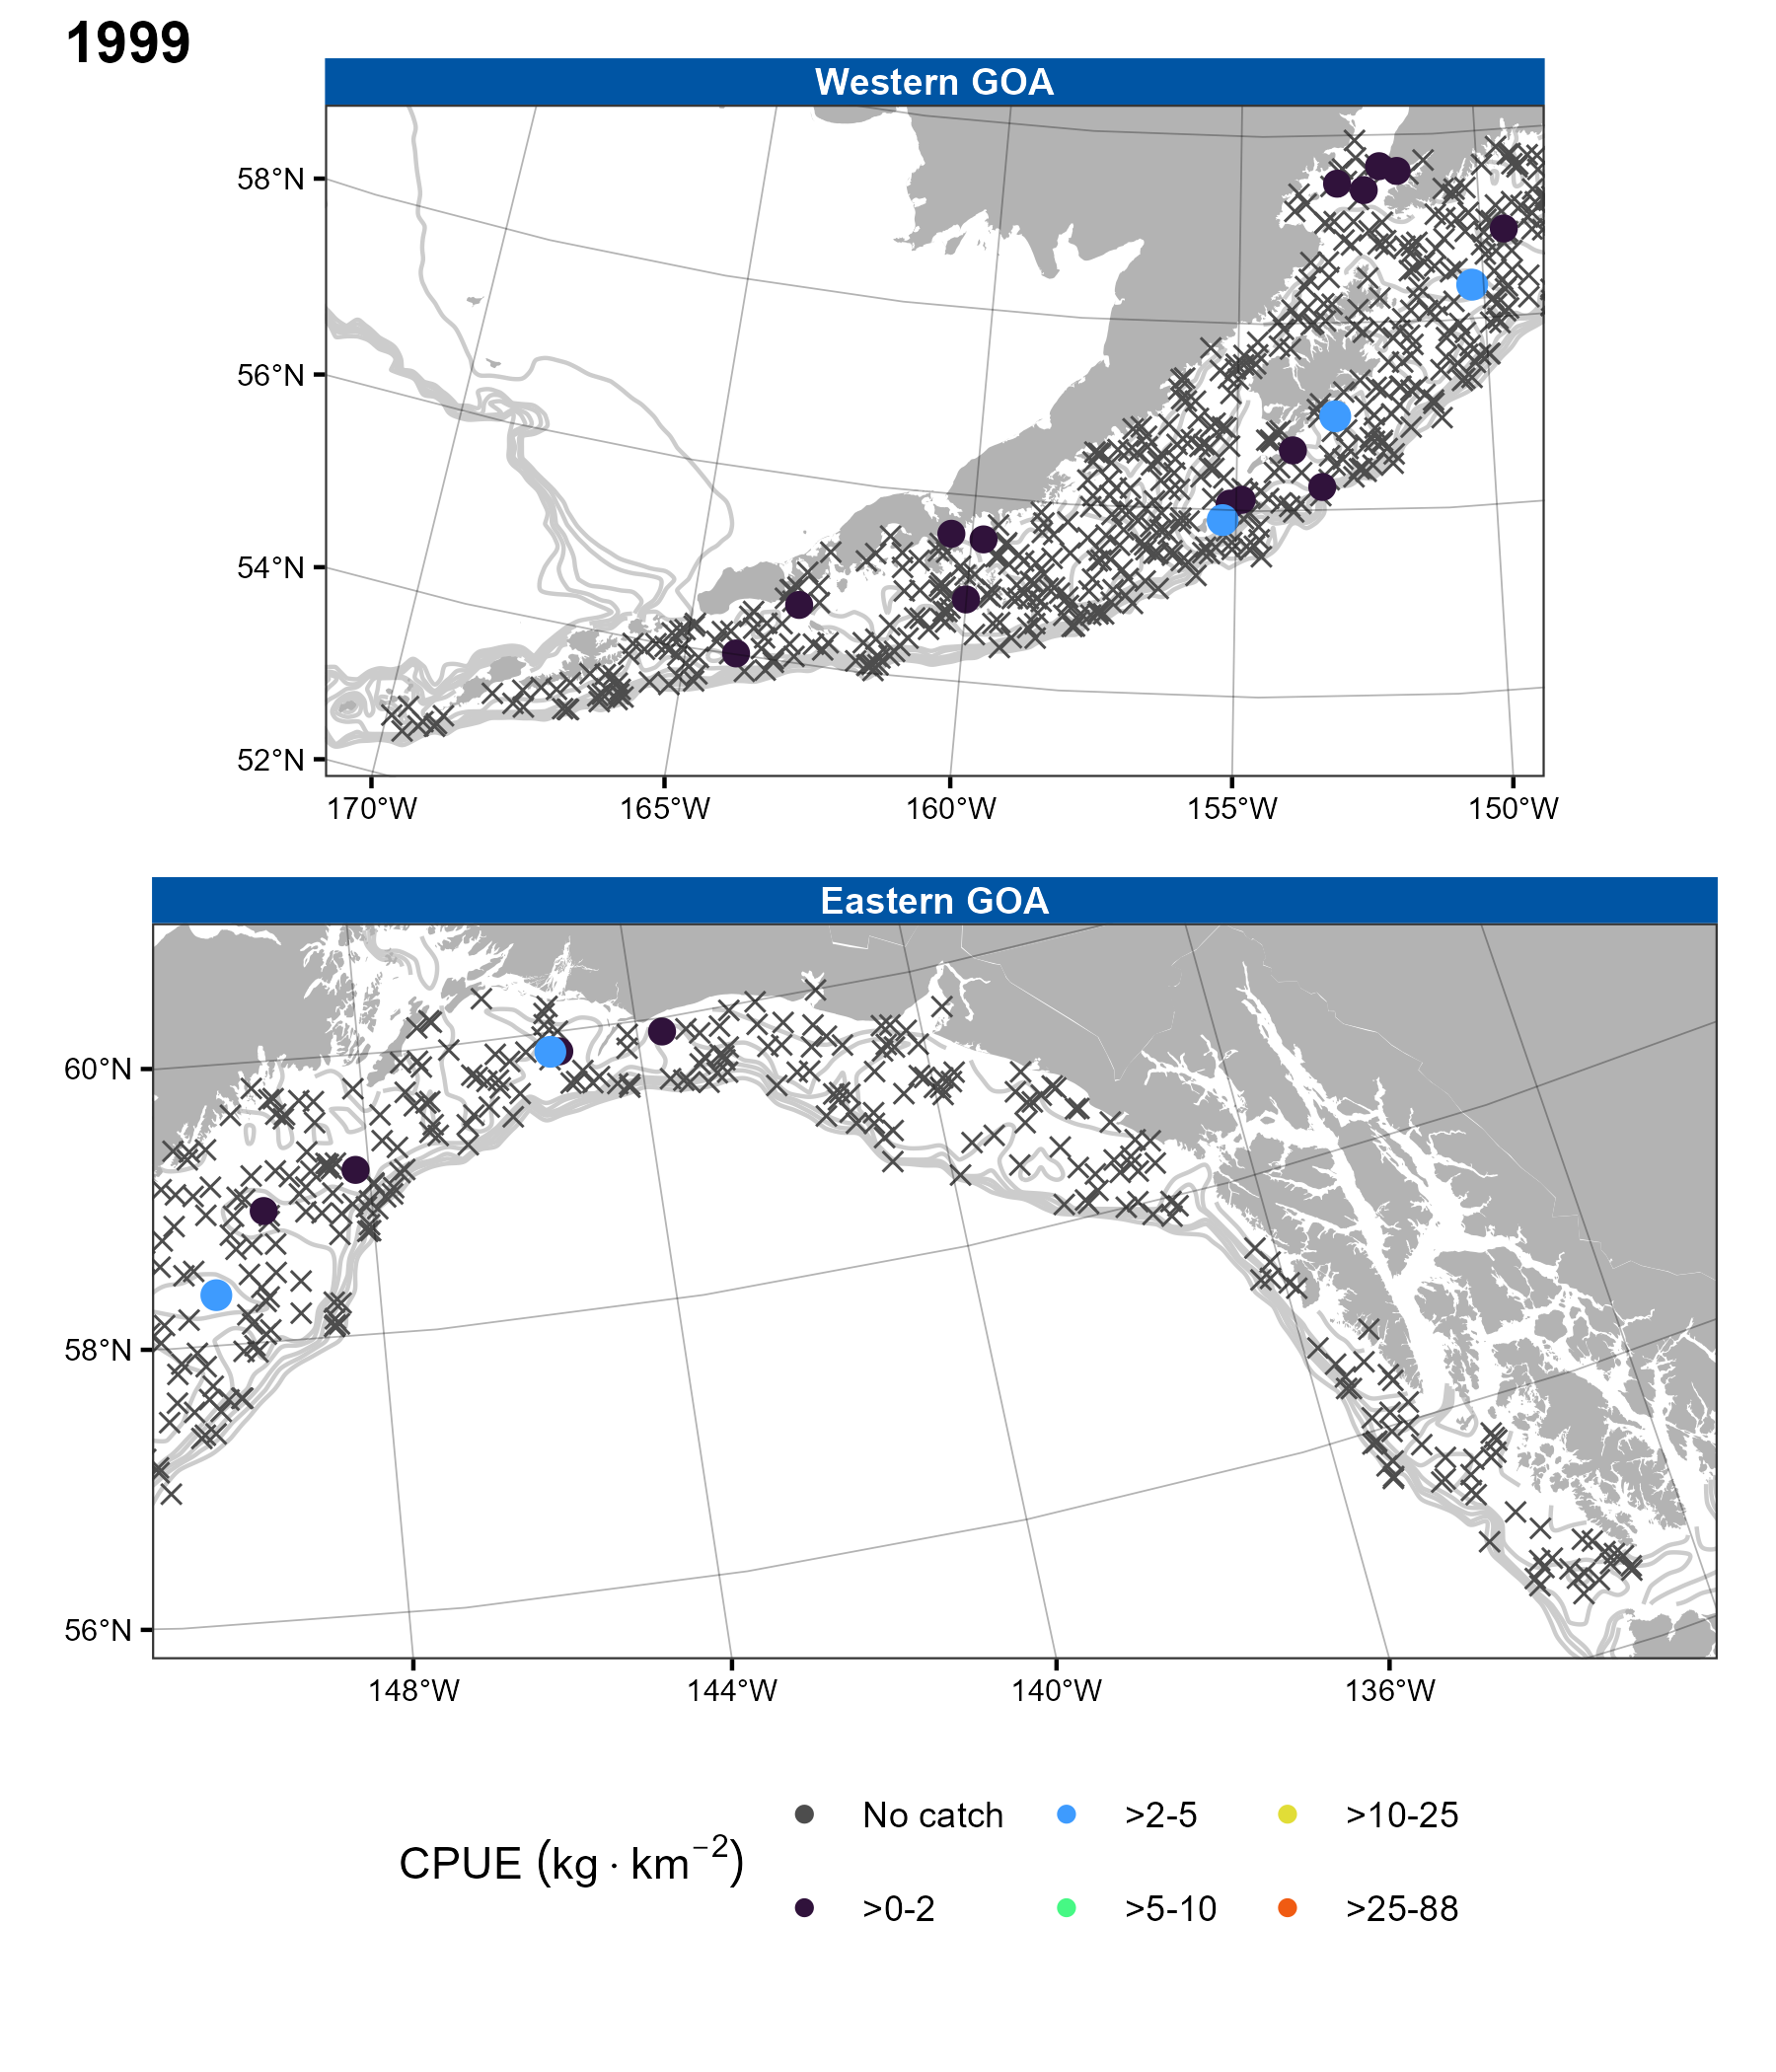 1999
Western GOA
58°N
56°N
54°N
52°N
170°W 165°W 160°W 155°W 150°W
Eastern GOA
60°N
58°N
56°N
148°W 144°W 140°W 136°W
CPUE (kg · km⁻²)
No catch >2-5 >10-25
>0-2 >5-10 >25-88